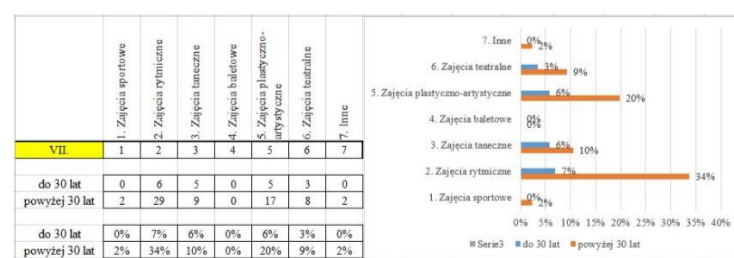 1. Zajęcia sportowe
2. Zajęcia rytmiczne
3. Zajęcia taneczne
4. Zajęcia baletowe
5. Zajęcia plastyczno-
artystyczne
6. Zajęcia teatralne
7. Inne
VII. 1 2 3 4 5 6 7
do 30 lat 0 6 5 0 5 3 0
powyżej 30 lat 2 29 9 0 17 8 2
do 30 lat 0% 7% 6% 0% 6% 3% 0%
powyżej 30 lat 2% 34% 10% 0% 20% 9% 2%
7. Inne 0% 2%
6. Zajęcia teatralne 3% 9%
5. Zajęcia plastyczno-artystyczne 6% 20%
4. Zajęcia baletowe 0% 0%
3. Zajęcia taneczne 6% 10%
2. Zajęcia rytmiczne 7% 34%
1. Zajęcia sportowe 0% 2%
0% 5% 10% 15% 20% 25% 30% 35% 40%
Serie3 do 30 lat powyżej 30 lat